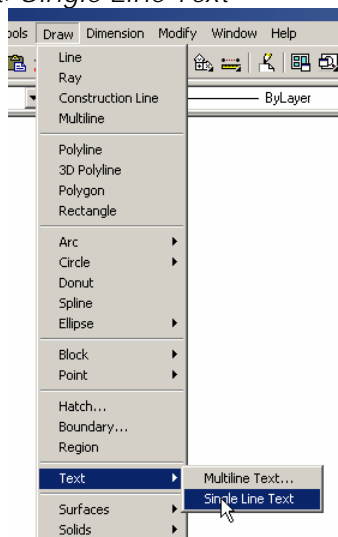 Single Line Text
ools Draw Dimension Modify Window Help
ByLayer
Line
Ray
Construction Line
Multiline
Polyline
3D Polyline
Polygon
Rectangle
Arc
Circle
Donut
Spline
Ellipse
Block
Point
Hatch...
Boundary...
Region
Text
Multiline Text...
Single Line Text
Surfaces
Solids